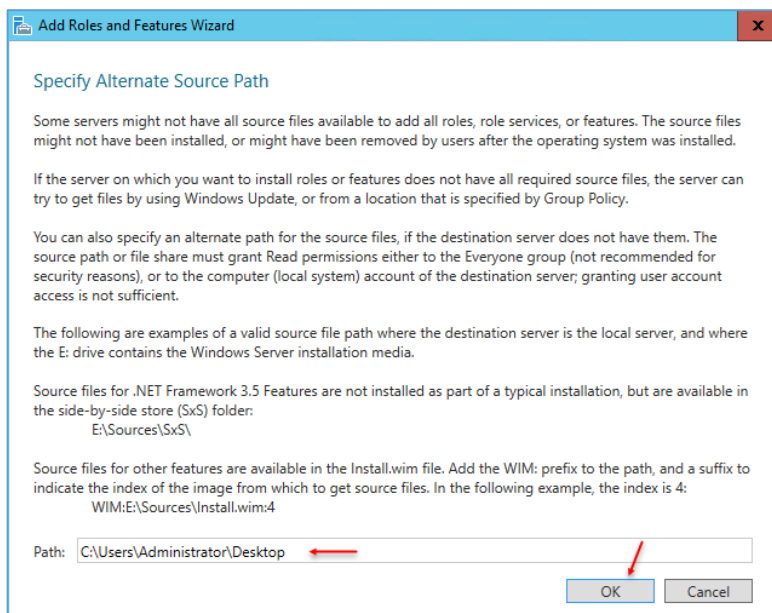 Add Roles and Features Wizard
x
Specify Alternate Source Path
Some servers might not have all source files available to add all roles, role services, or features. The source files
might not have been installed, or might have been removed by users after the operating system was installed.
If the server on which you want to install roles or features does not have all required source files, the server can
try to get files by using Windows Update, or from a location that is specified by Group Policy.
You can also specify an alternate path for the source files, if the destination server does not have them. The
source path or file share must grant Read permissions either to the Everyone group (not recommended for
security reasons), or to the computer (local system) account of the destination server; granting user account
access is not sufficient.
The following are examples of a valid source file path where the destination server is the local server, and where
the E: drive contains the Windows Server installation media.
Source files for .NET Framework 3.5 Features are not installed as part of a typical installation, but are available in
the side-by-side store (SxS) folder:
E:\Sources\SxS\
Source files for other features are available in the Install.wim file. Add the WIM: prefix to the path, and a suffix to
indicate the index of the image from which to get source files. In the following example, the index is 4:
WIM:E:\Sources\Install.wim:4
Path: C:\Users\Administrator\Desktop
OK Cancel